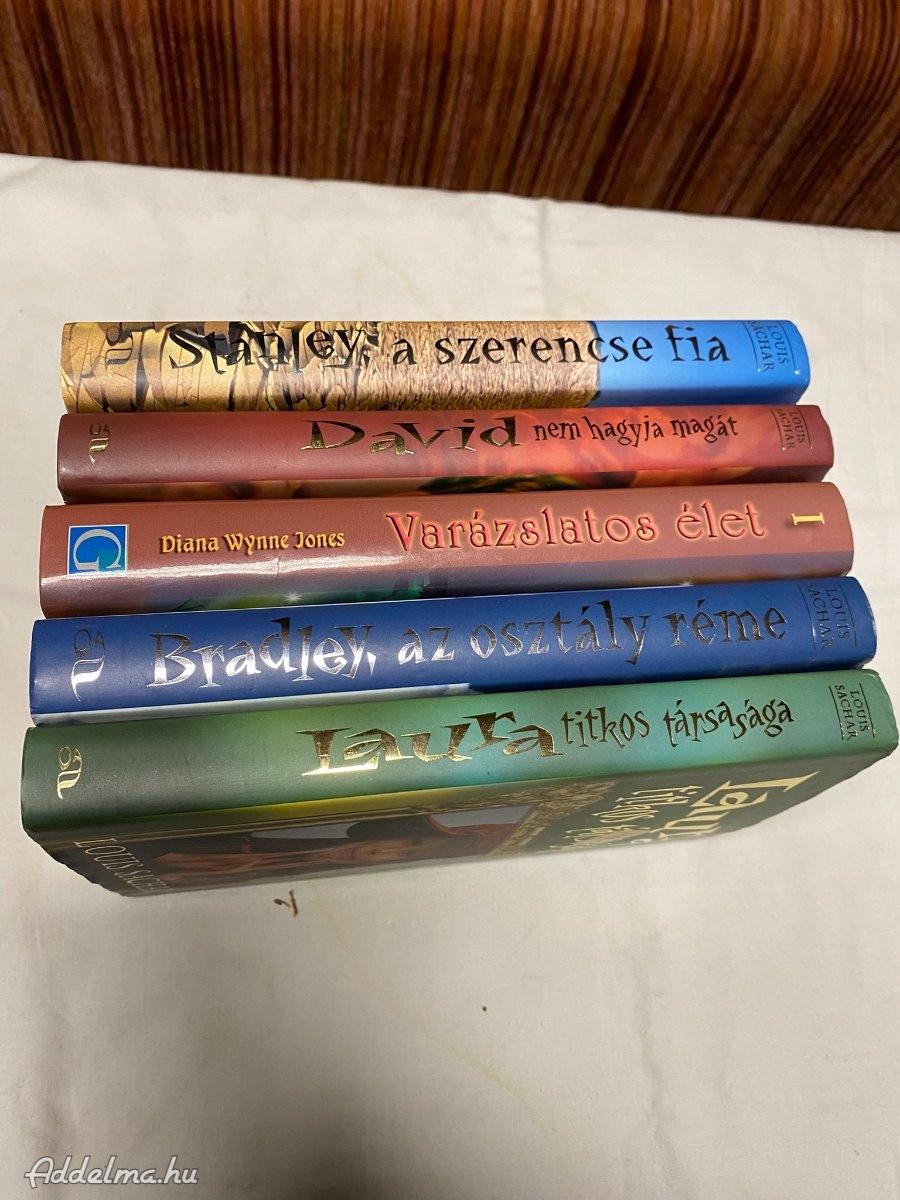 Stanley, a szerencse fia
LOUIS
SACHAR
David nem hagyja magát
LOUIS
SACHAR
G
Diana Wynne Jones
Varázslatos élet
I
Bradley, az osztály réme
LOUIS
SACHAR
Laura titkos társasága
LOUIS
SACHAR
Addelma.hu